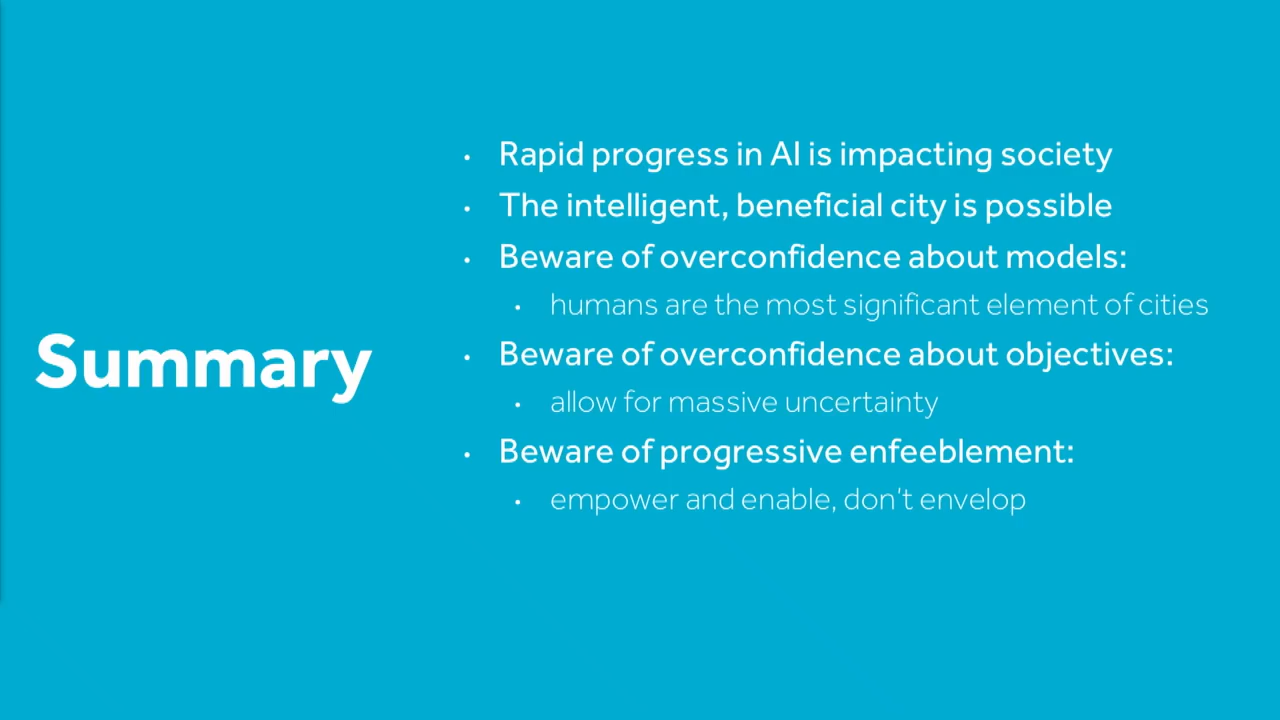 Summary
Rapid progress in AI is impacting society
The intelligent, beneficial city is possible
Beware of overconfidence about models:
humans are the most significant element of cities
Beware of overconfidence about objectives:
allow for massive uncertainty
Beware of progressive enfeeblement:
empower and enable, don't envelop